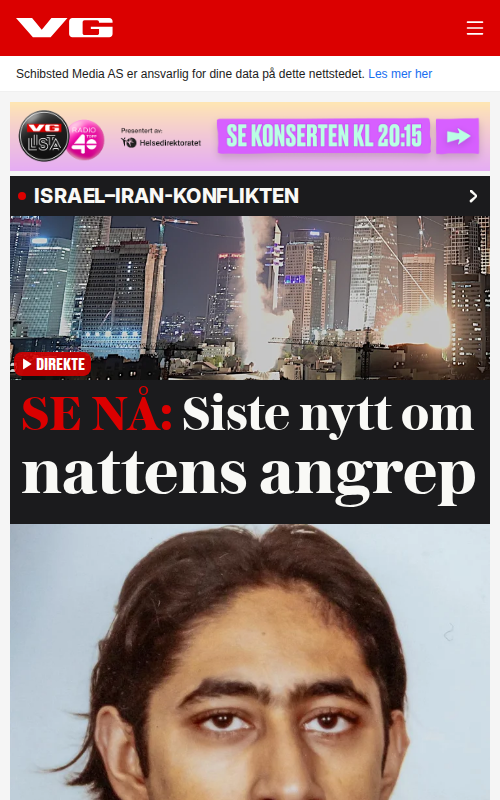 VG
Schibsted Media AS er ansvarlig for dine data på dette nettstedet. Les mer her
VG
LISTA
RADIO
TOPP
40
Presentert av:
Helsedirektoratet
SE KONSERTEN KL 20:15
ISRAEL–IRAN-KONFLIKTEN
DIREKTE
SE NÅ: Siste nytt om
nattens angrep